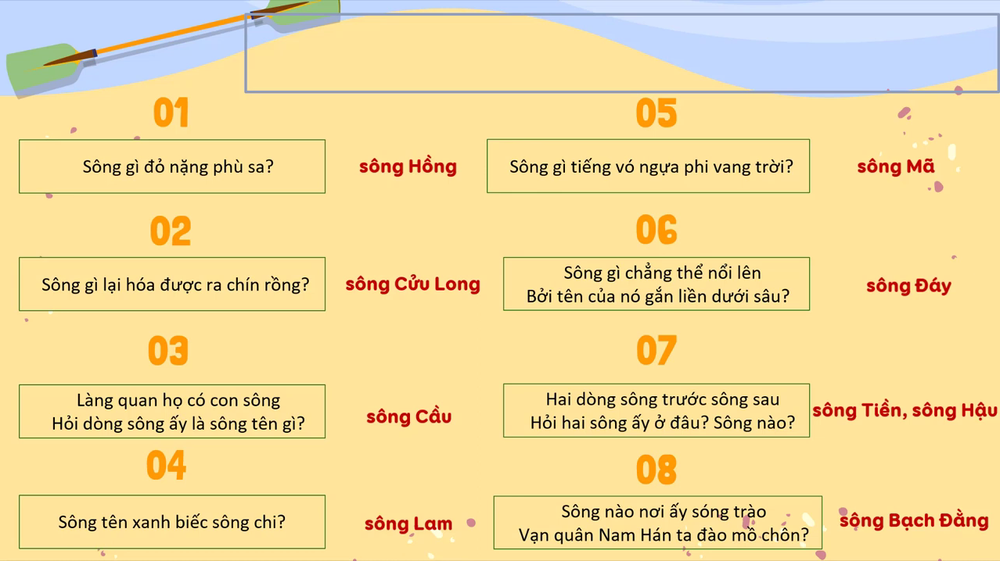 01
Sông gì đỏ nặng phù sa?
sông Hồng
02
Sông gì lại hóa được ra chín rồng?
sông Cửu Long
03
Làng quan họ có con sông
Hỏi dòng sông ấy là sông tên gì?
sông Cầu
04
Sông tên xanh biếc sông chi?
sông Lam
05
Sông gì tiếng vó ngựa phi vang trời?
sông Mã
06
Sông gì chẳng thể nổi lên
Bởi tên của nó gắn liền dưới sâu?
sông Đáy
07
Hai dòng sông trước sông sau
Hỏi hai sông ấy ở đâu? Sông nào?
sông Tiền, sông Hậu
08
Sông nào nơi ấy sóng trào
Vạn quân Nam Hán ta đào mồ chôn?
sông Bạch Đằng